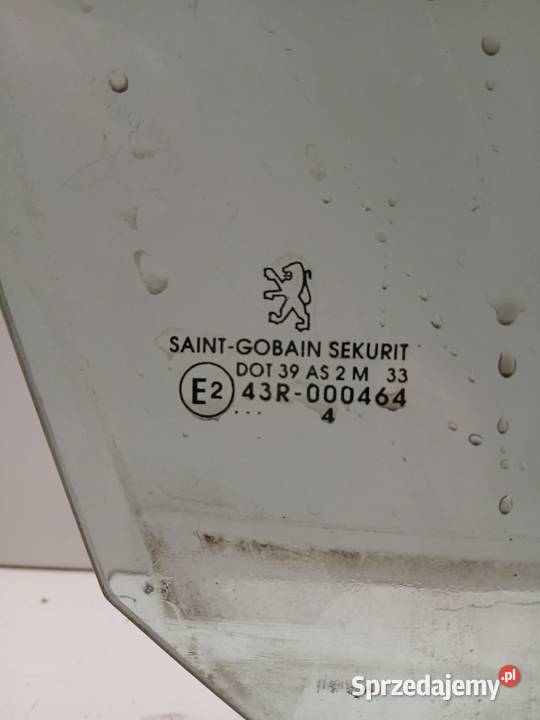 SAINT-GOBAIN SEKURIT
DOT 39 AS 2 M 33
E2 43R-000464
... 4
Sprzedajemy.pl